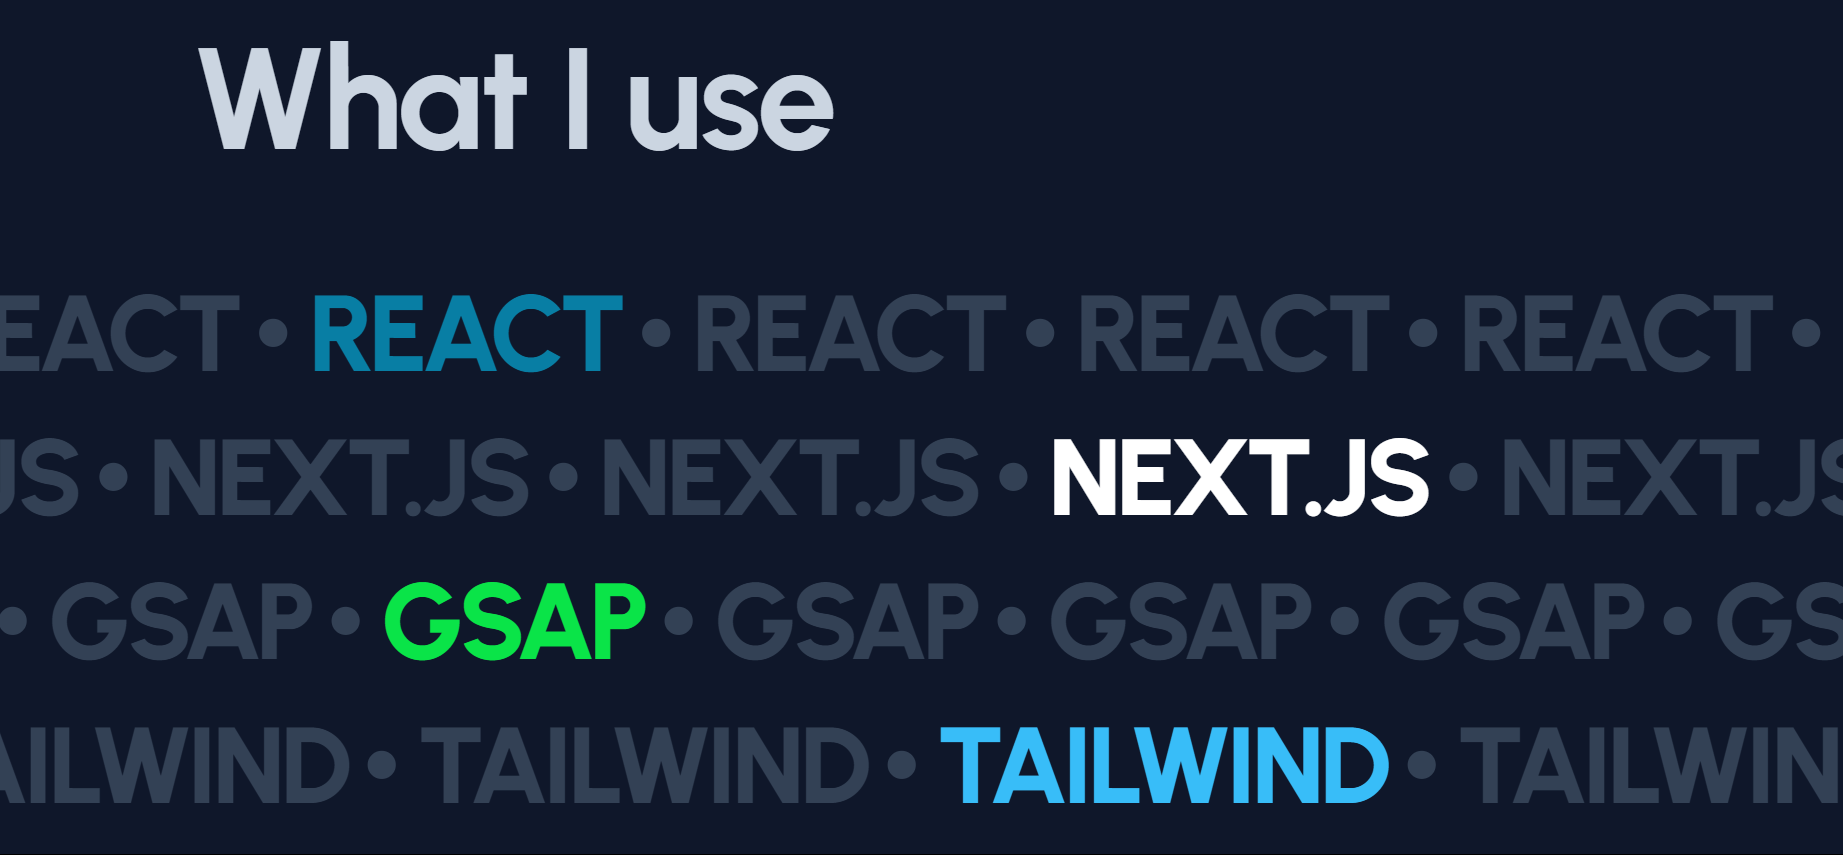 What I use
EACT • REACT • REACT • REACT • REACT •
JS • NEXT.JS • NEXT.JS • NEXT.JS • NEXT.JS
• GSAP • GSAP • GSAP • GSAP • GSAP • GS
AILWIND • TAILWIND • TAILWIND • TAILWIN